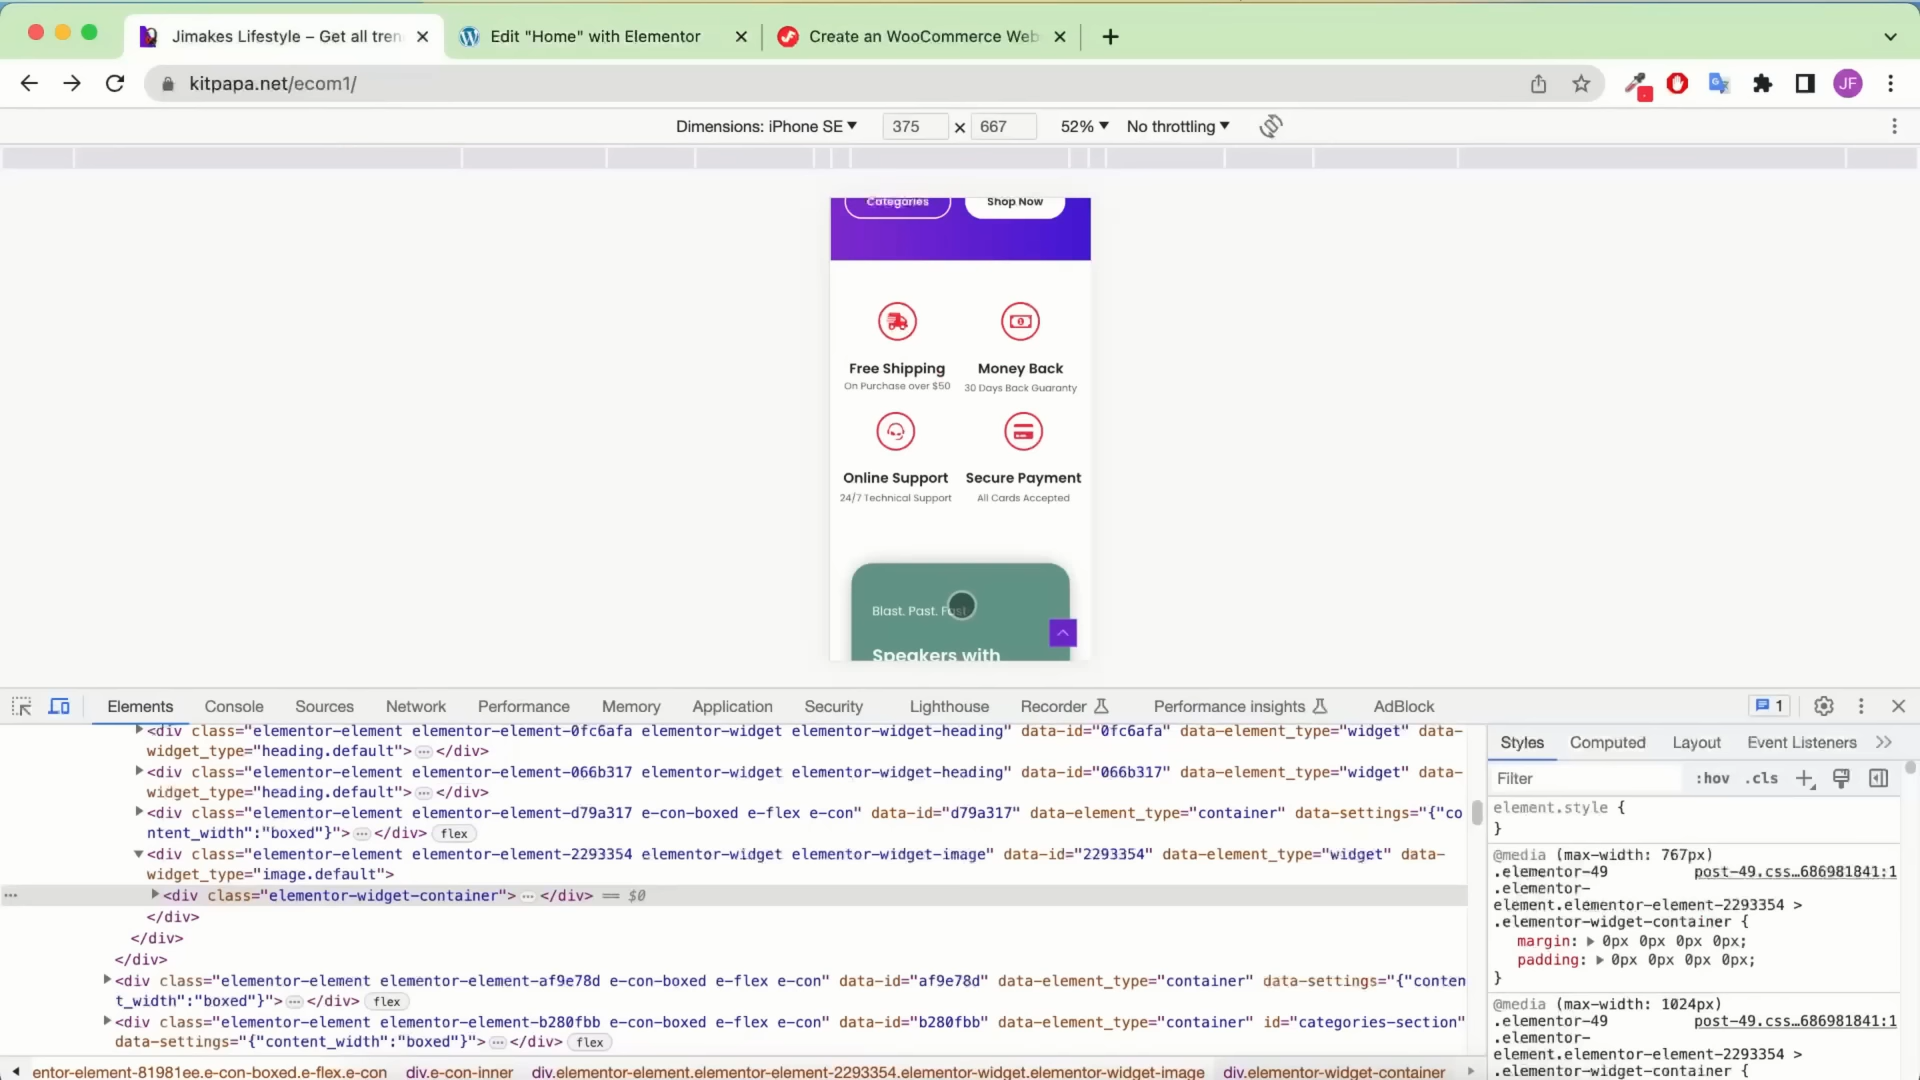 Jimakes Lifestyle – Get all tren
Edit "Home" with Elementor
Create an WooCommerce Web
kitpapa.net/ecom1/
JF
Dimensions: iPhone SE
375
×
667
52%
No throttling
Categories
Shop Now
Free Shipping
Money Back
On Purchase over $50
30 Days Back Guaranty
Online Support
Secure Payment
24/7 Technical Support
All Cards Accepted
Blast. Past. Fast.
Speakers with
Elements
Console
Sources
Network
Performance
Memory
Application
Security
Lighthouse
Recorder
Performance insights
AdBlock
1
<div class="elementor-element elementor-element-0fc6afa elementor-widget elementor-widget-heading" data-id="0fc6afa" data-element_type="widget" data-
widget_type="heading.default"> … </div>
<div class="elementor-element elementor-element-066b317 elementor-widget elementor-widget-heading" data-id="066b317" data-element_type="widget" data-
widget_type="heading.default"> … </div>
<div class="elementor-element elementor-element-d79a317 e-con-boxed e-flex e-con" data-id="d79a317" data-element_type="container" data-settings="{"co
ntent_width":"boxed"}"> … </div> flex
<div class="elementor-element elementor-element-2293354 elementor-widget elementor-widget-image" data-id="2293354" data-element_type="widget" data-
widget_type="image.default">
… <div class="elementor-widget-container"> … </div> == $0
</div>
</div>
</div>
<div class="elementor-element elementor-element-af9e78d e-con-boxed e-flex e-con" data-id="af9e78d" data-element_type="container" data-settings="{"conten
t_width":"boxed"}"> … </div> flex
<div class="elementor-element elementor-element-b280fbb e-con-boxed e-flex e-con" data-id="b280fbb" data-element_type="container" id="categories-section"
data-settings="{"content_width":"boxed"}"> … </div> flex
entor-element-81981ee.e-con-boxed.e-flex.e-con
div.e-con-inner
div.elementor-element.elementor-element-2293354.elementor-widget.elementor-widget-image
div.elementor-widget-container
Styles
Computed
Layout
Event Listeners
Filter
:hov
.cls
element.style {
}
@media (max-width: 767px)
.elementor-49 post-49.css…686981841:1
.elementor-
element.elementor-element-2293354 >
.elementor-widget-container {
margin: 0px 0px 0px 0px;
padding: 0px 0px 0px 0px;
}
@media (max-width: 1024px)
.elementor-49 post-49.css…686981841:1
.elementor-
element.elementor-element-2293354 >
.elementor-widget-container {